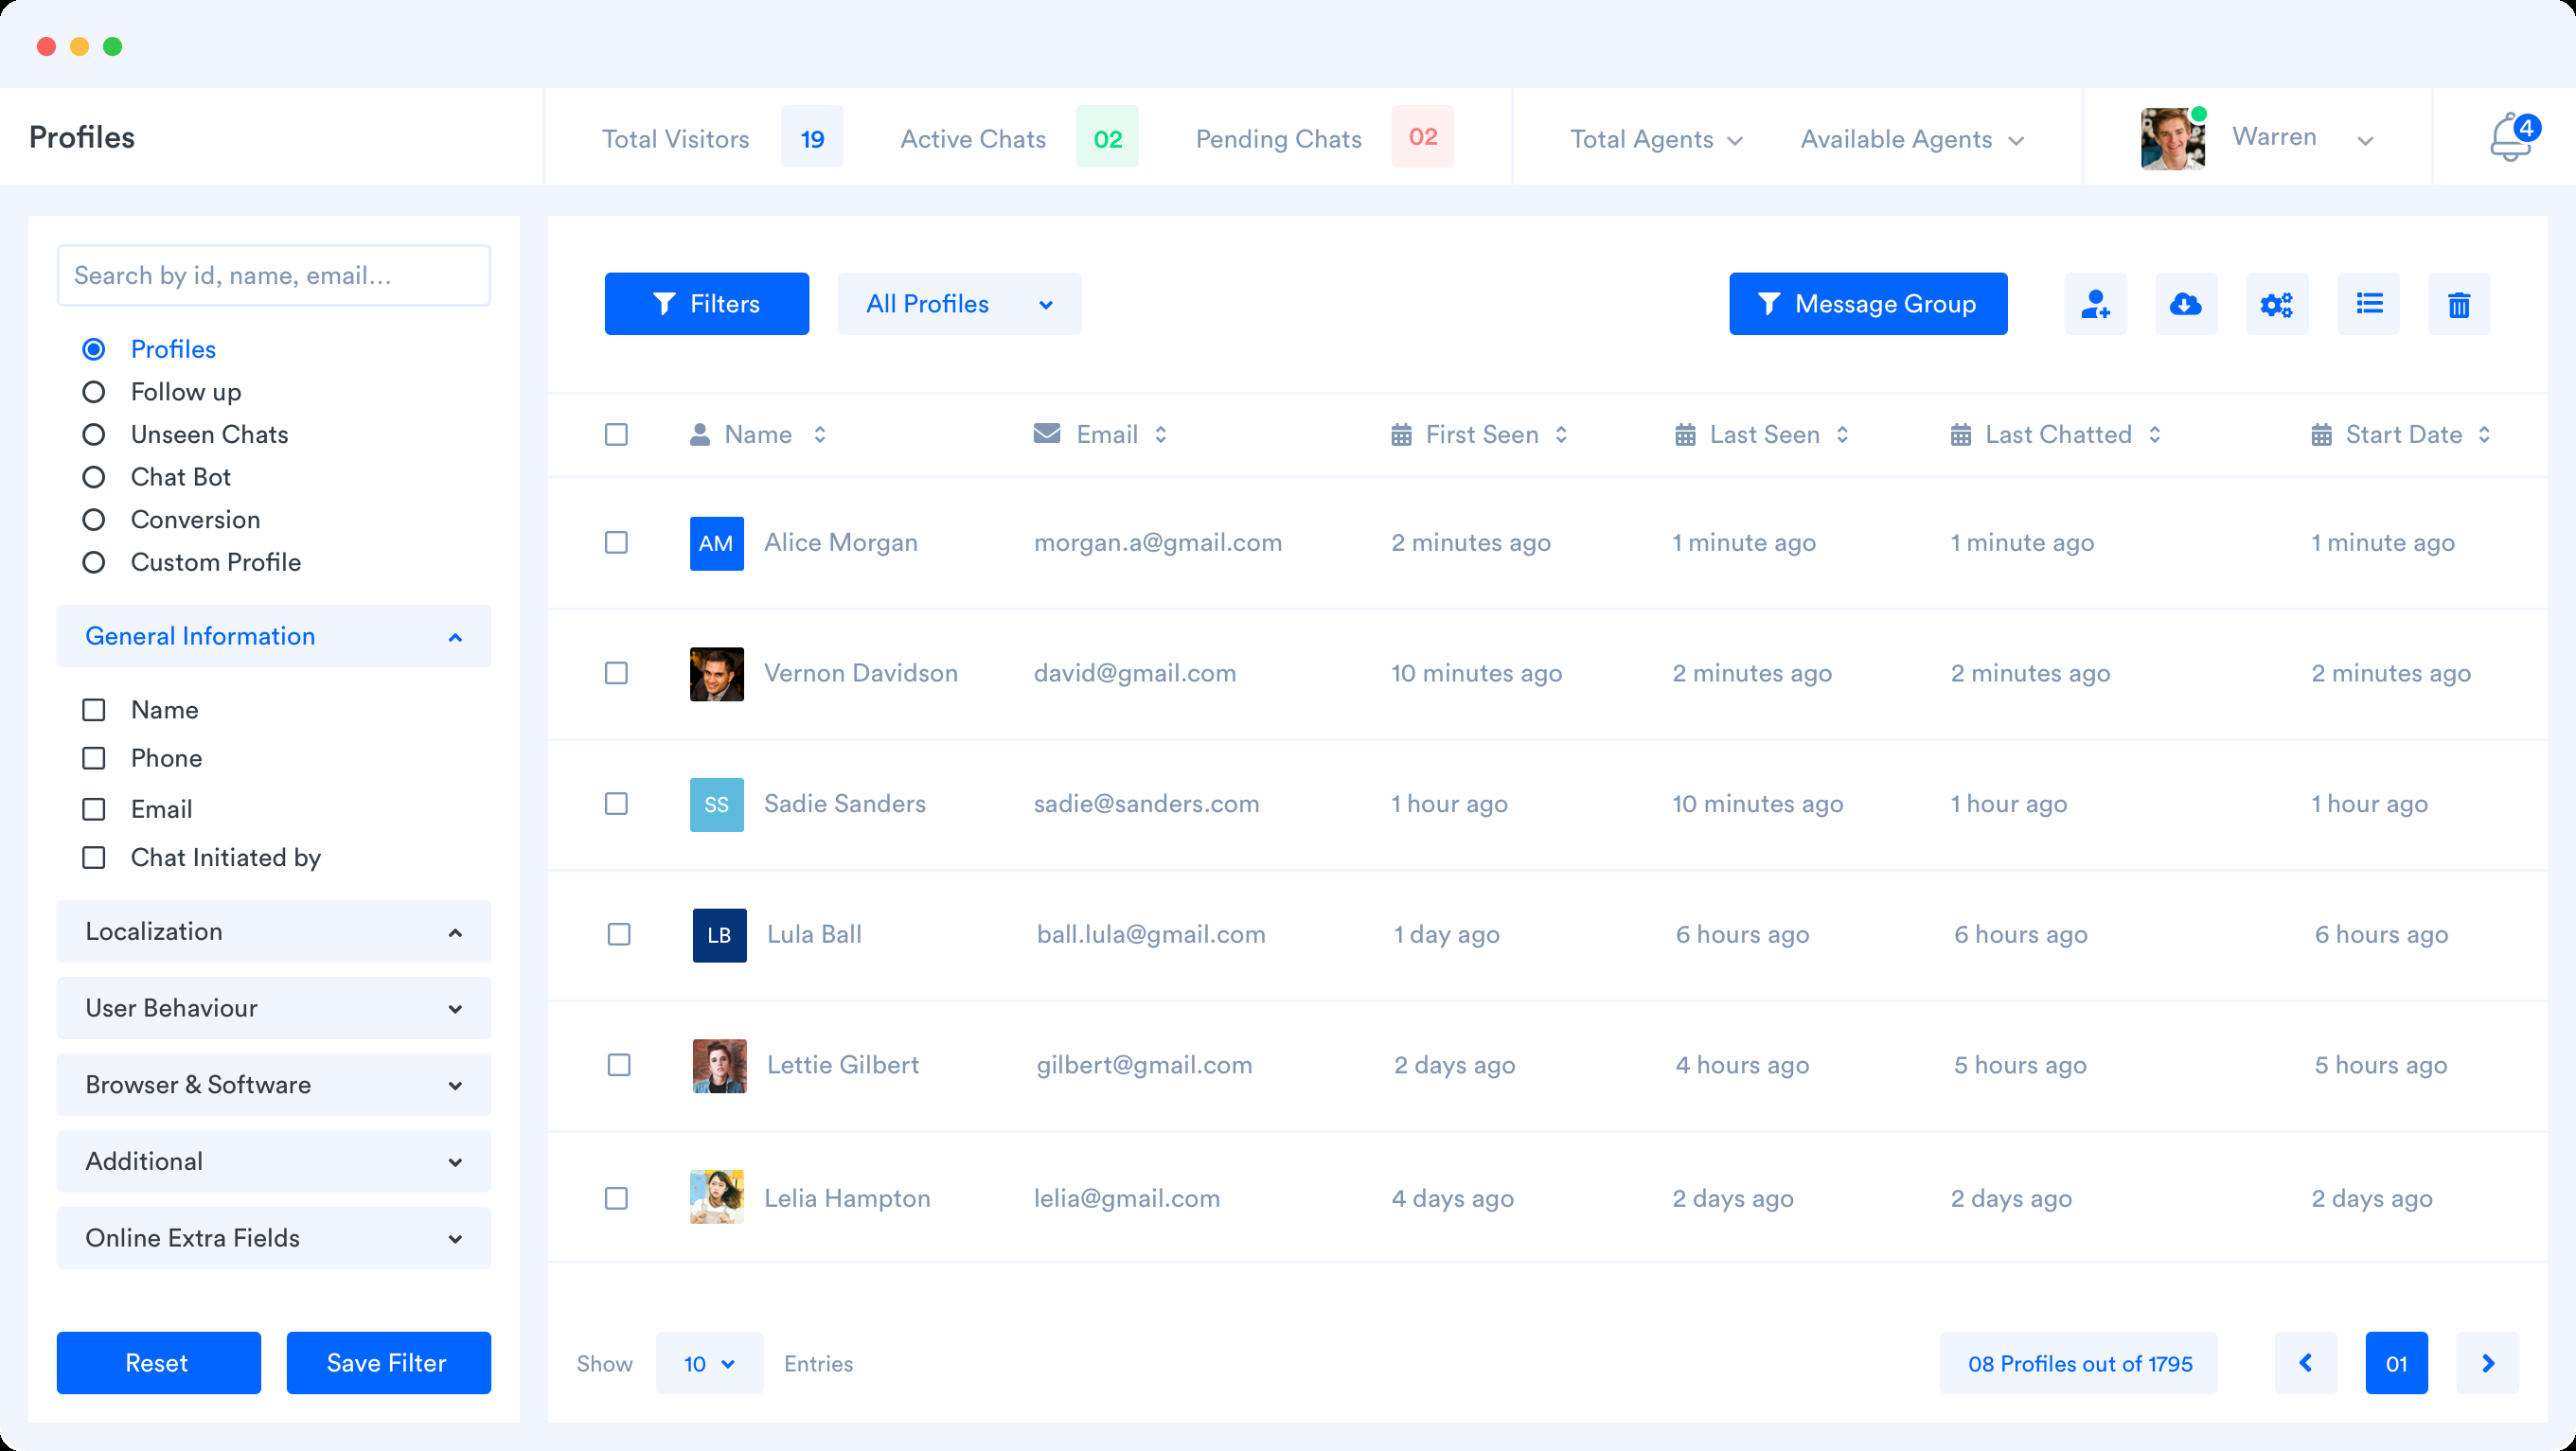 Profiles
Total Visitors 19 Active Chats 02 Pending Chats 02 Total Agents Available Agents Warren 4
Search by id, name, email...
Profiles
Follow up
Unseen Chats
Chat Bot
Conversion
Custom Profile
General Information
Name
Phone
Email
Chat Initiated by
Localization
User Behaviour
Browser & Software
Additional
Online Extra Fields
Reset Save Filter
Filters All Profiles Message Group
Name Email First Seen Last Seen Last Chatted Start Date
AM Alice Morgan morgan.a@gmail.com 2 minutes ago 1 minute ago 1 minute ago 1 minute ago
Vernon Davidson david@gmail.com 10 minutes ago 2 minutes ago 2 minutes ago 2 minutes ago
SS Sadie Sanders sadie@sanders.com 1 hour ago 10 minutes ago 1 hour ago 1 hour ago
LB Lula Ball ball.lula@gmail.com 1 day ago 6 hours ago 6 hours ago 6 hours ago
Lettie Gilbert gilbert@gmail.com 2 days ago 4 hours ago 5 hours ago 5 hours ago
Lelia Hampton lelia@gmail.com 4 days ago 2 days ago 2 days ago 2 days ago
Show 10 Entries 08 Profiles out of 1795 01